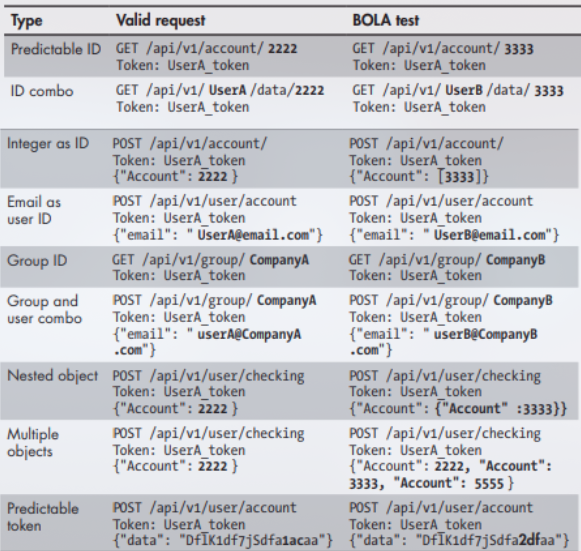 Type Valid request BOLA test
Predictable ID GET /api/v1/account/ 2222 GET /api/v1/account/ 3333
Token: UserA_token Token: UserA_token
ID combo GET /api/v1/ UserA /data/2222 GET /api/v1/ UserB /data/ 3333
Token: UserA_token Token: UserA_token
Integer as ID POST /api/v1/account/ POST /api/v1/account/
Token: UserA_token Token: UserA_token
{"Account": 2222 } {"Account": [3333]}
Email as POST /api/v1/user/account POST /api/v1/user/account
user ID Token: UserA_token Token: UserA_token
{"email": " UserA@email.com"} {"email": " UserB@email.com"}
Group ID GET /api/v1/group/ CompanyA GET /api/v1/group/ CompanyB
Token: UserA_token Token: UserA_token
Group and POST /api/v1/group/ CompanyA POST /api/v1/group/ CompanyB
user combo Token: UserA_token Token: UserA_token
{"email": " userA@CompanyA {"email": " userB@CompanyB
.com"} .com"}
Nested object POST /api/v1/user/checking POST /api/v1/user/checking
Token: UserA_token Token: UserA_token
{"Account": 2222 } {"Account": {"Account" :3333}}
Multiple POST /api/v1/user/checking POST /api/v1/user/checking
objects Token: UserA_token Token: UserA_token
{"Account": 2222 } {"Account": 2222, "Account":
3333, "Account": 5555 }
Predictable POST /api/v1/user/account POST /api/v1/user/account
token Token: UserA_token Token: UserA_token
{"data": "DflK1df7jSdfa1acaa"} {"data": "DflK1df7jSdfa2dfaa"}